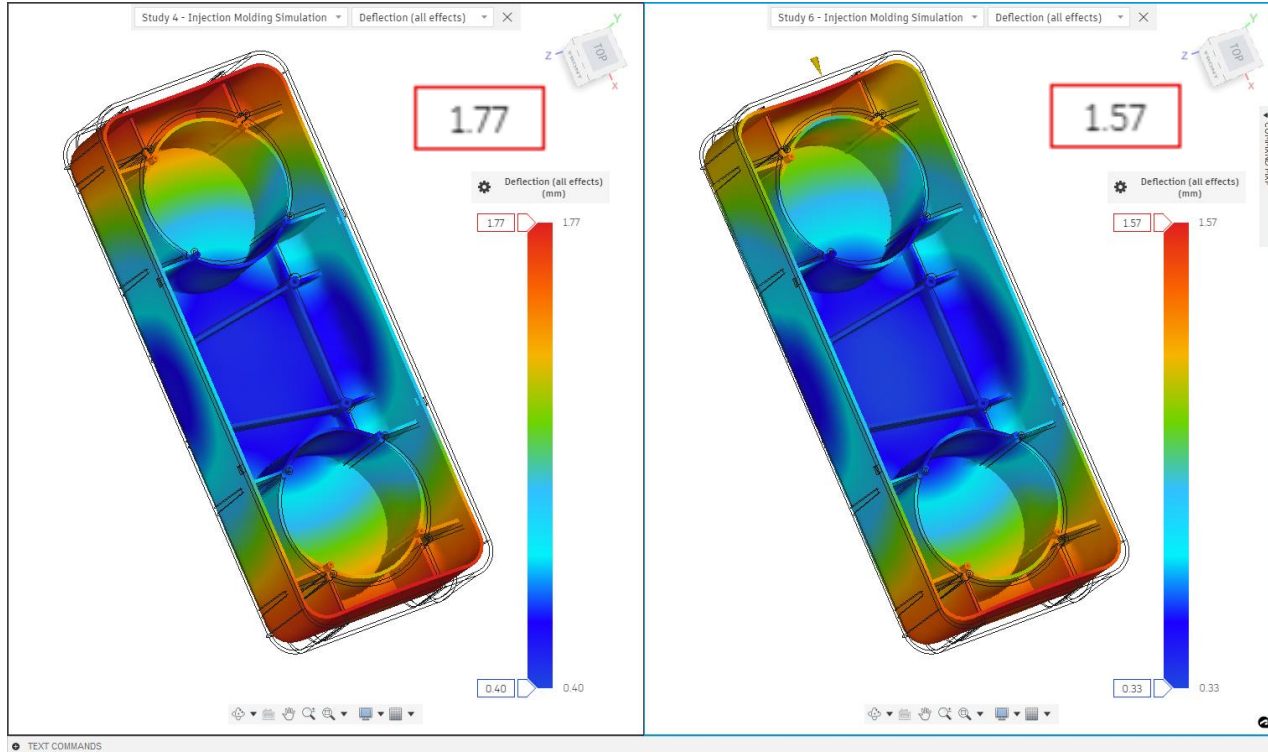 Study 4 - Injection Molding Simulation
Deflection (all effects)
Study 6 - Injection Molding Simulation
Deflection (all effects)
Y
Z
TOP
X
Y
Z
TOP
X
1.77
1.57
Deflection (all effects)
(mm)
Deflection (all effects)
(mm)
1.77
1.77
1.57
1.57
0.40
0.40
0.33
0.33
TEXT COMMANDS